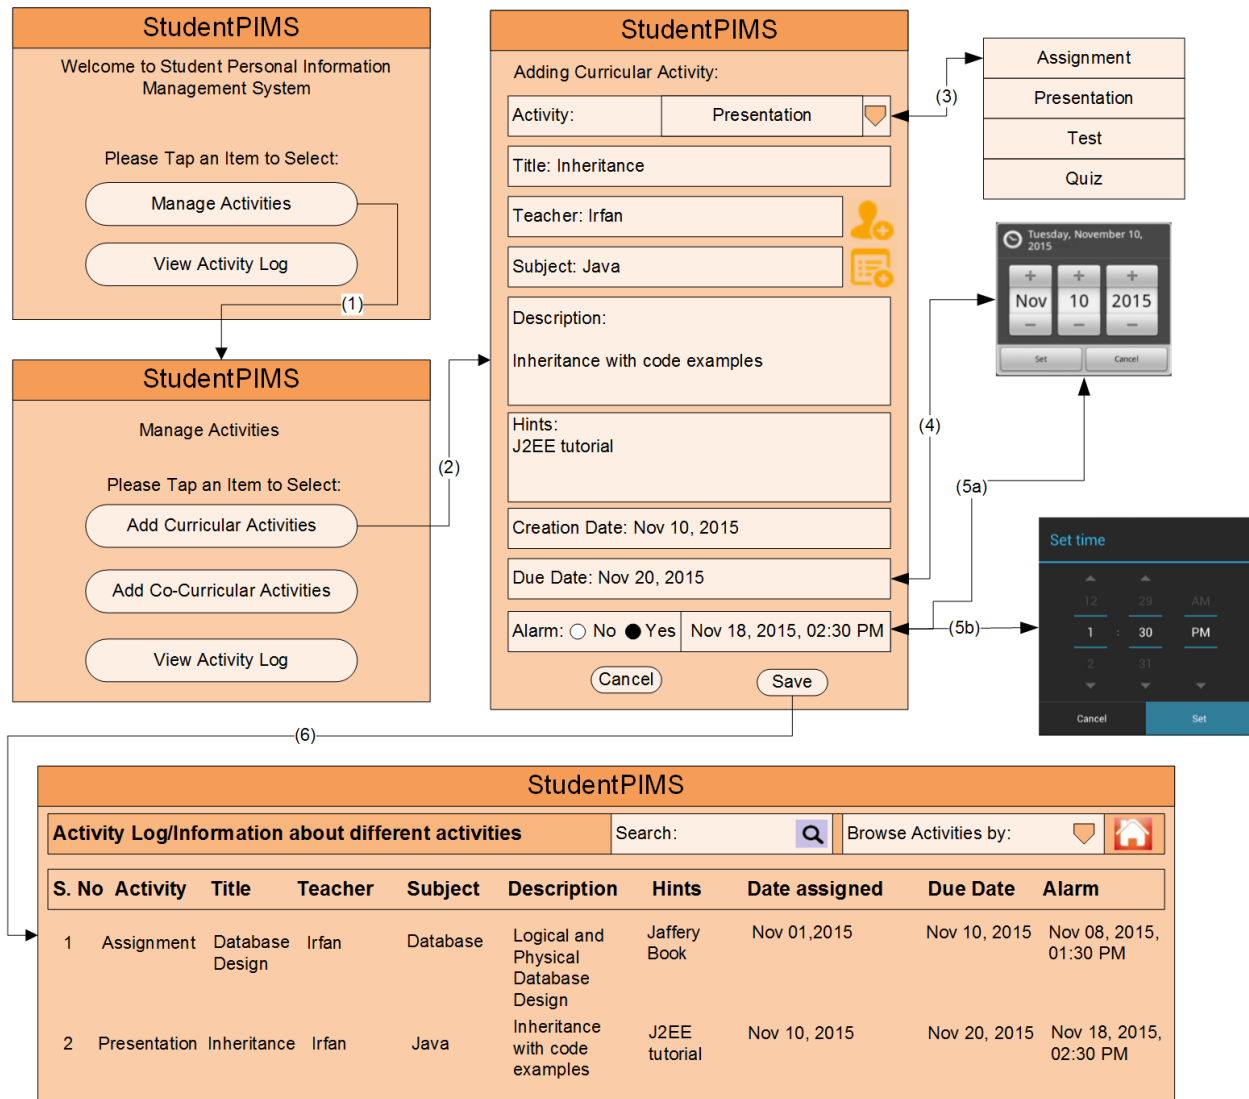 StudentPIMS
Welcome to Student Personal Information
Management System
Please Tap an Item to Select:
Manage Activities
View Activity Log
(1)
StudentPIMS
Manage Activities
Please Tap an Item to Select:
Add Curricular Activities
Add Co-Curricular Activities
View Activity Log
(2)
StudentPIMS
Adding Curricular Activity:
Activity: Presentation
Title: Inheritance
Teacher: Irfan
Subject: Java
Description:
Inheritance with code examples
Hints:
J2EE tutorial
Creation Date: Nov 10, 2015
Due Date: Nov 20, 2015
Alarm: No Yes Nov 18, 2015, 02:30 PM
Cancel Save
(3)
Assignment
Presentation
Test
Quiz
(4)
Tuesday, November 10,
2015
+ + +
Nov 10 2015
− − −
Set Cancel
(5a)
(5b)
Set time
12 29 AM
1 : 30 PM
2 31
Cancel Set
(6)
StudentPIMS
Activity Log/Information about different activities Search: Browse Activities by:
S. No Activity Title Teacher Subject Description Hints Date assigned Due Date Alarm
1 Assignment Database Irfan Database Logical and Jaffery Nov 01,2015 Nov 10, 2015 Nov 08, 2015,
Design Physical Book 01:30 PM
Database
Design
2 Presentation Inheritance Irfan Java Inheritance J2EE Nov 10, 2015 Nov 20, 2015 Nov 18, 2015,
with code tutorial 02:30 PM
examples